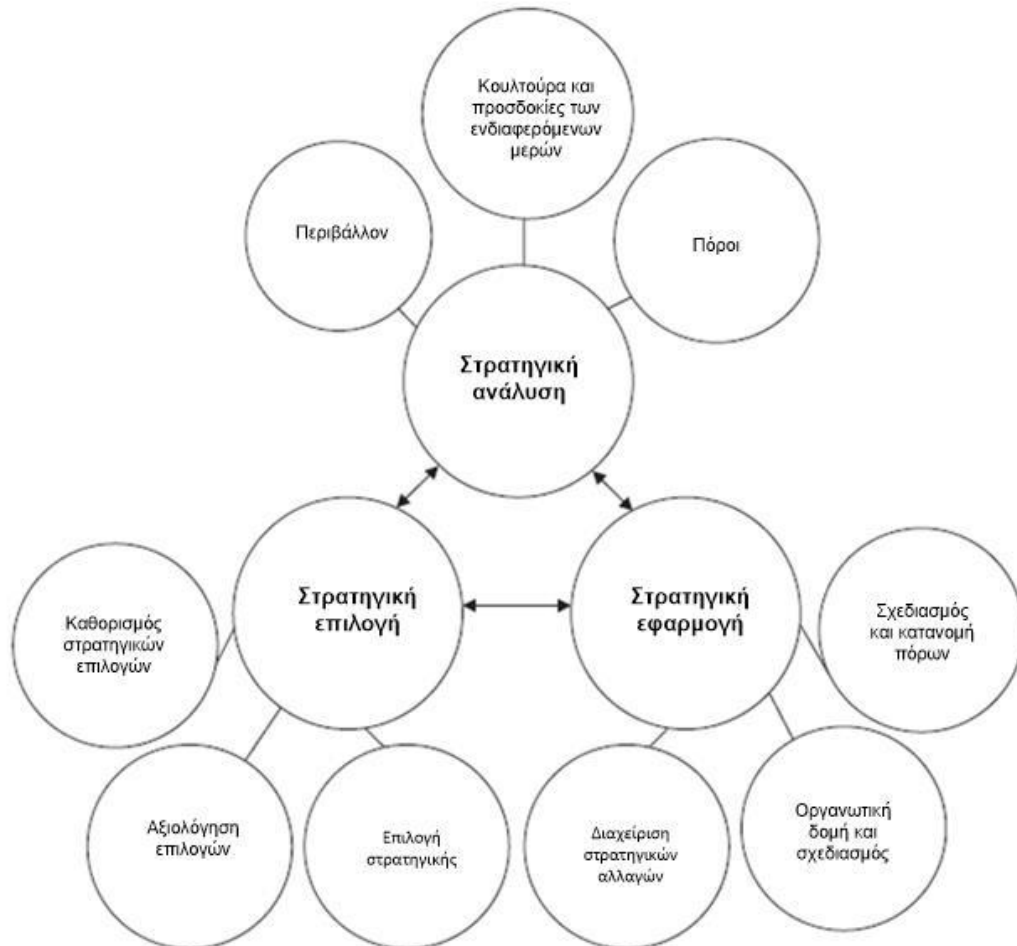 Κουλτούρα και
προσδοκίες των
ενδιαφερόμενων
μερών
Περιβάλλον
Πόροι
Στρατηγική
ανάλυση
Στρατηγική
επιλογή
Στρατηγική
εφαρμογή
Καθορισμός
στρατηγικών
επιλογών
Σχεδιασμός
και κατανομή
πόρων
Αξιολόγηση
επιλογών
Επιλογή
στρατηγικής
Διαχείριση
στρατηγικών
αλλαγών
Οργανωτική
δομή και
σχεδιασμός